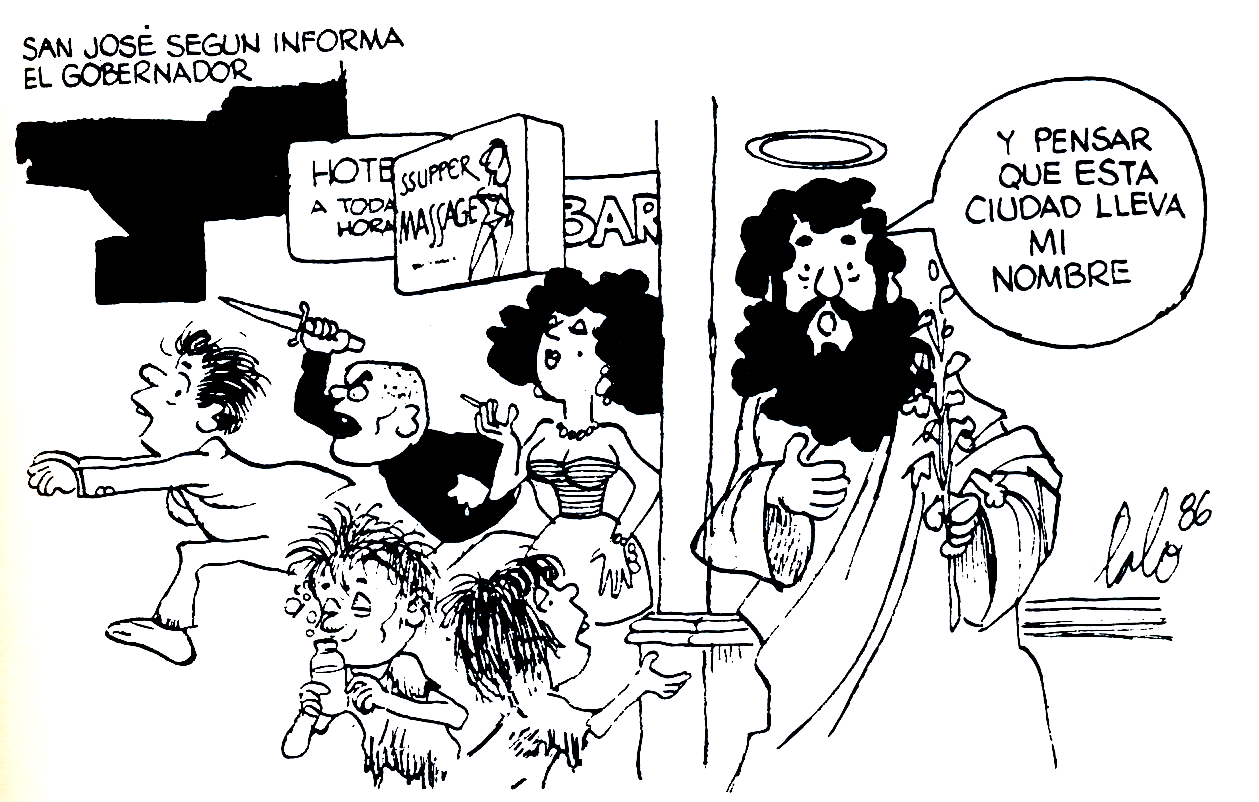 SAN JOSÉ SEGUN INFORMA
EL GOBERNADOR
HOTE
A TODA
HORA
SSUPPER
MASSAGE
BAR
Y PENSAR
QUE ESTA
CIUDAD LLEVA
MI
NOMBRE
Lalo 86